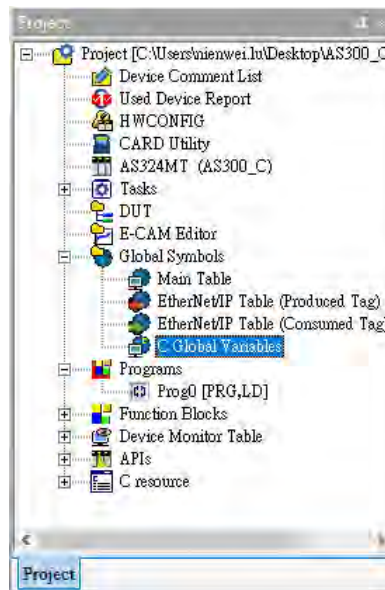 Project
Project [C:\Users\nienwei.lu\Desktop\AS300_C
Device Comment List
Used Device Report
HWCONFIG
CARD Utility
AS324MT (AS300_C)
Tasks
DUT
E-CAM Editor
Global Symbols
Main Table
EtherNet/IP Table (Produced Tag)
EtherNet/IP Table (Consumed Tag)
C Global Variables
Programs
Prog0 [PRG,LD]
Function Blocks
Device Monitor Table
APIs
C resource
Project